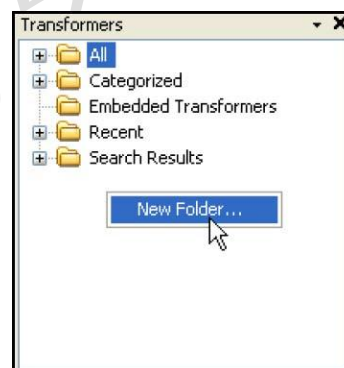 Transformers
All
Categorized
Embedded Transformers
Recent
Search Results
New Folder...